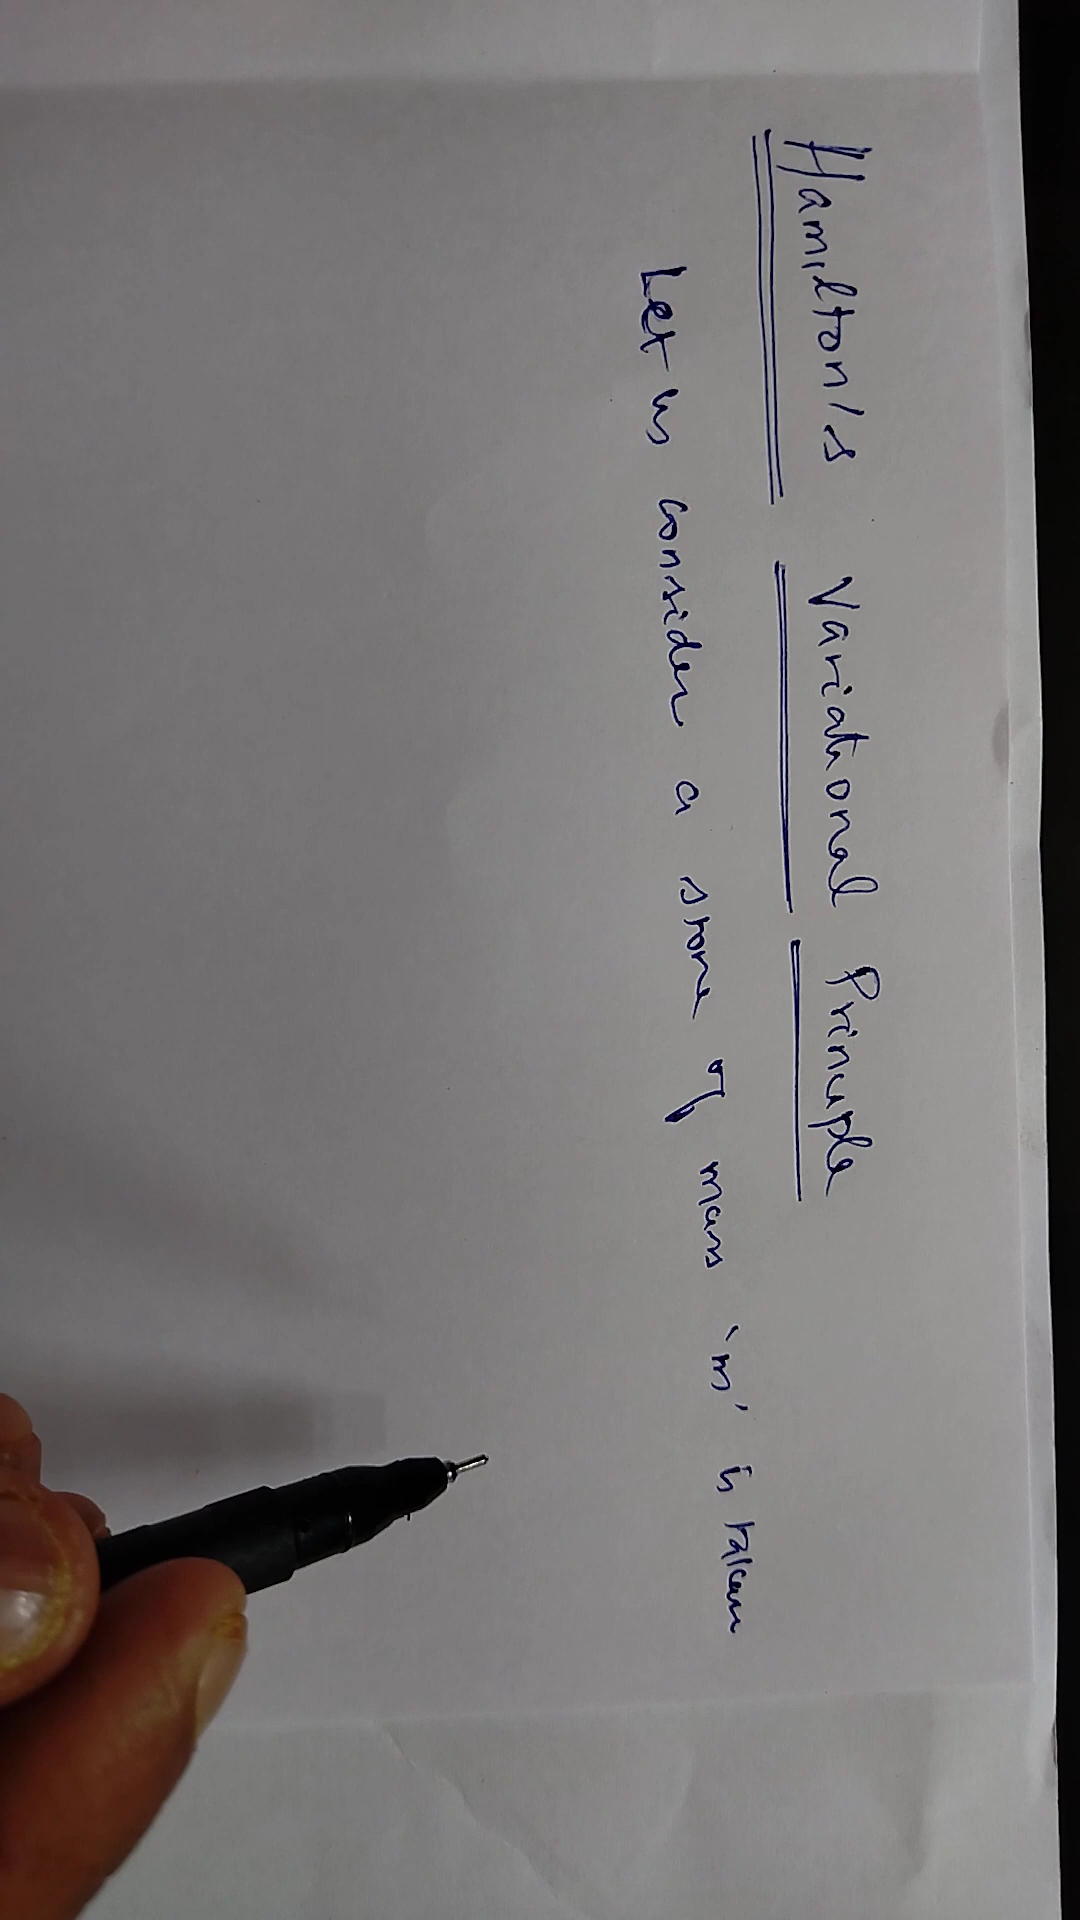 Hamilton's Variational Principle
Let us consider a stone of mass 'm' is taken